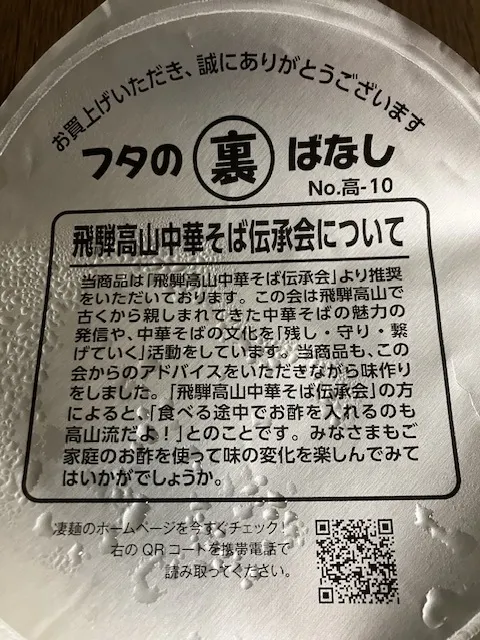 お買上げいただき、誠にありがとうございます
フタの裏ばなし
No.高-10
飛騨高山中華そば伝承会について
当商品は「飛騨高山中華そば伝承会」より推奨
をいただいております。この会は飛騨高山で
古くから親しまれてきた中華そばの魅力の
発信や、中華そばの文化を「残し・守り・繋
げていく」活動をしています。当商品も、この
会からのアドバイスをいただきながら味作り
をしました。「飛騨高山中華そば伝承会」の方
によると、「食べる途中でお酢を入れるのも
高山流だよ！」とのことです。みなさまもご
家庭のお酢を使って味の変化を楽しんでみて
はいかがでしょうか。
凄麺のホームページを今すぐチェック！
右のQRコードを携帯電話で
読み取ってください。